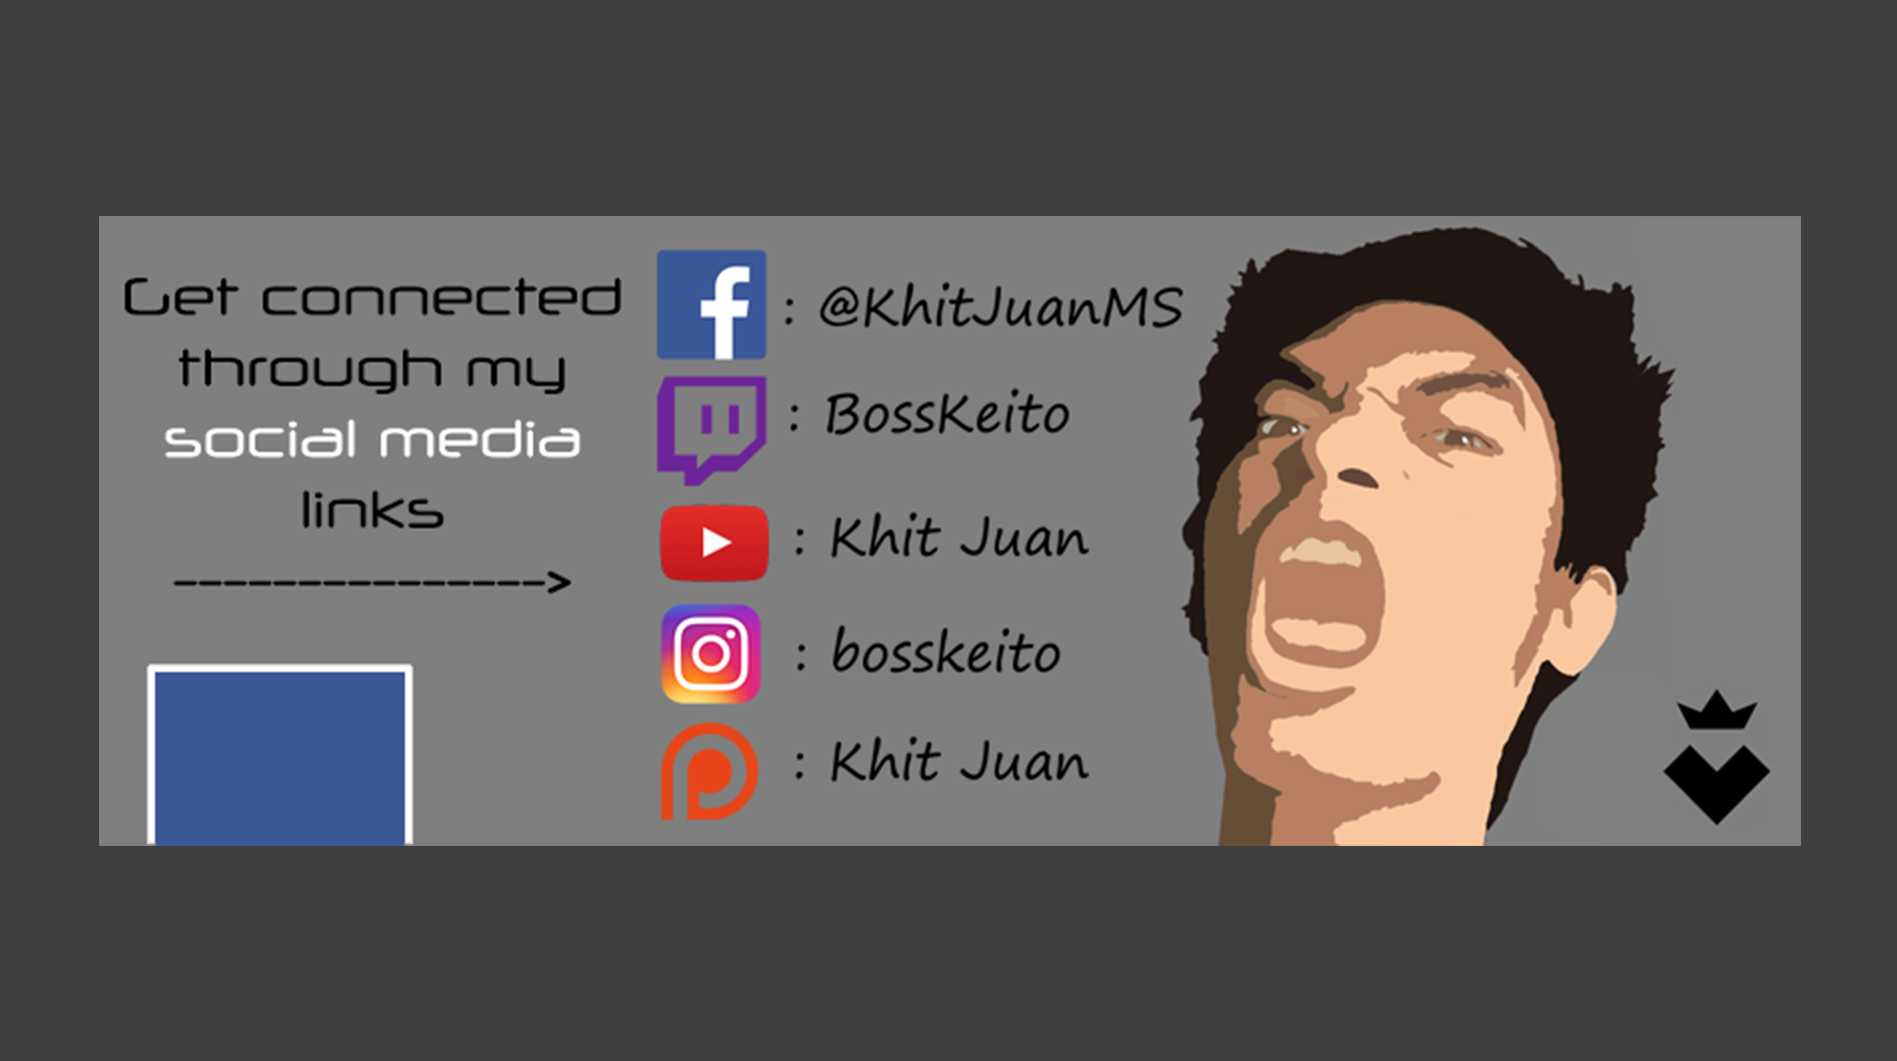 Get connected
through my
social media
links
--------------->
: @KhitJuanMS
: BossKeito
: Khit Juan
: bosskeito
: Khit Juan